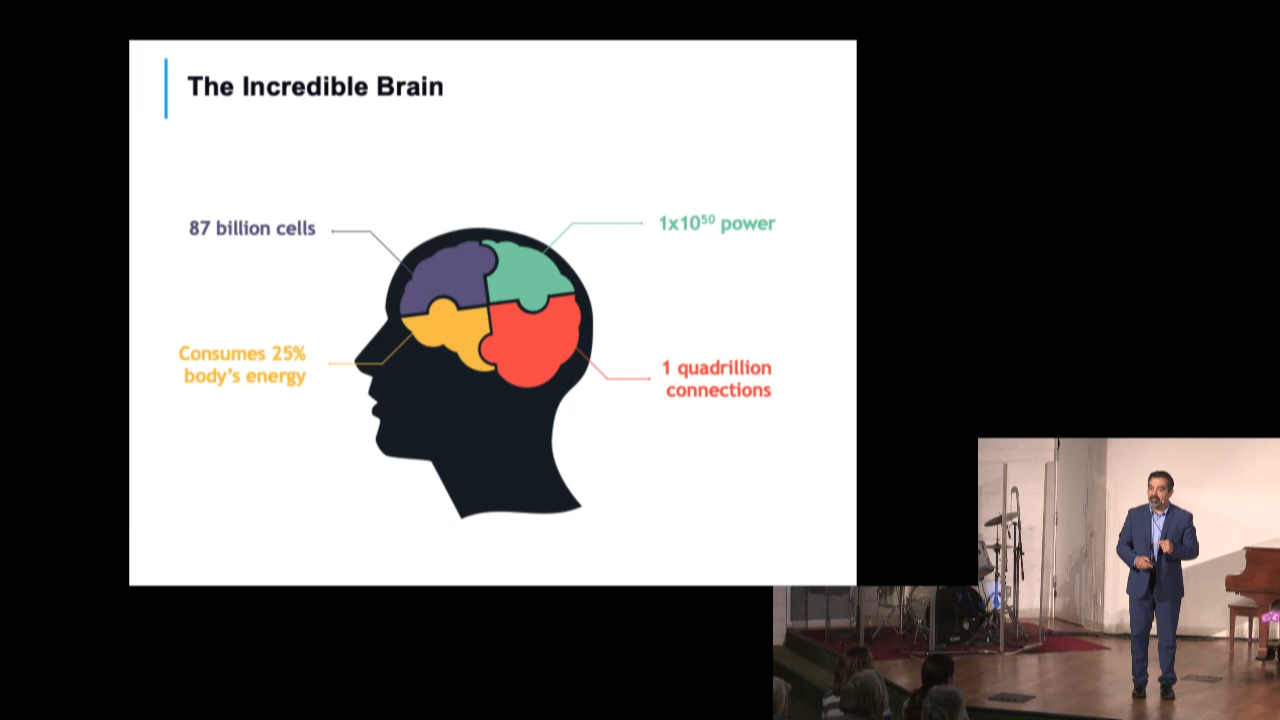 The Incredible Brain
87 billion cells
1x10⁵⁰ power
Consumes 25%
body's energy
1 quadrillion
connections